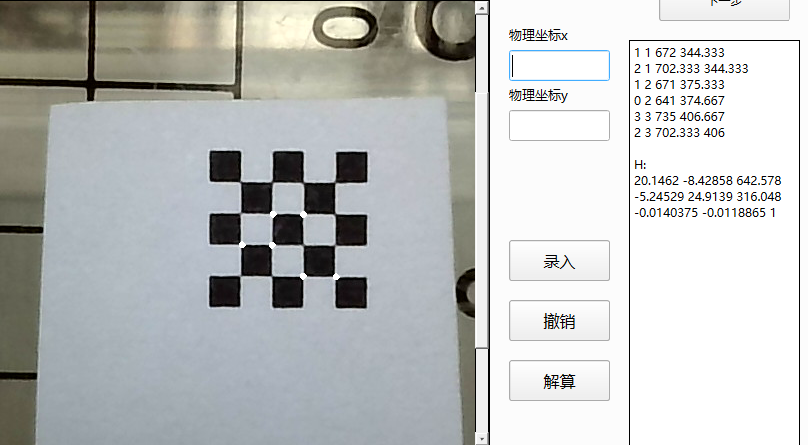 下一步
物理坐标x
物理坐标y
录入
撤销
解算
1 1 672 344.333
2 1 702.333 344.333
1 2 671 375.333
0 2 641 374.667
3 3 735 406.667
2 3 702.333 406
H:
20.1462 -8.42858 642.578
-5.24529 24.9139 316.048
-0.0140375 -0.0118865 1